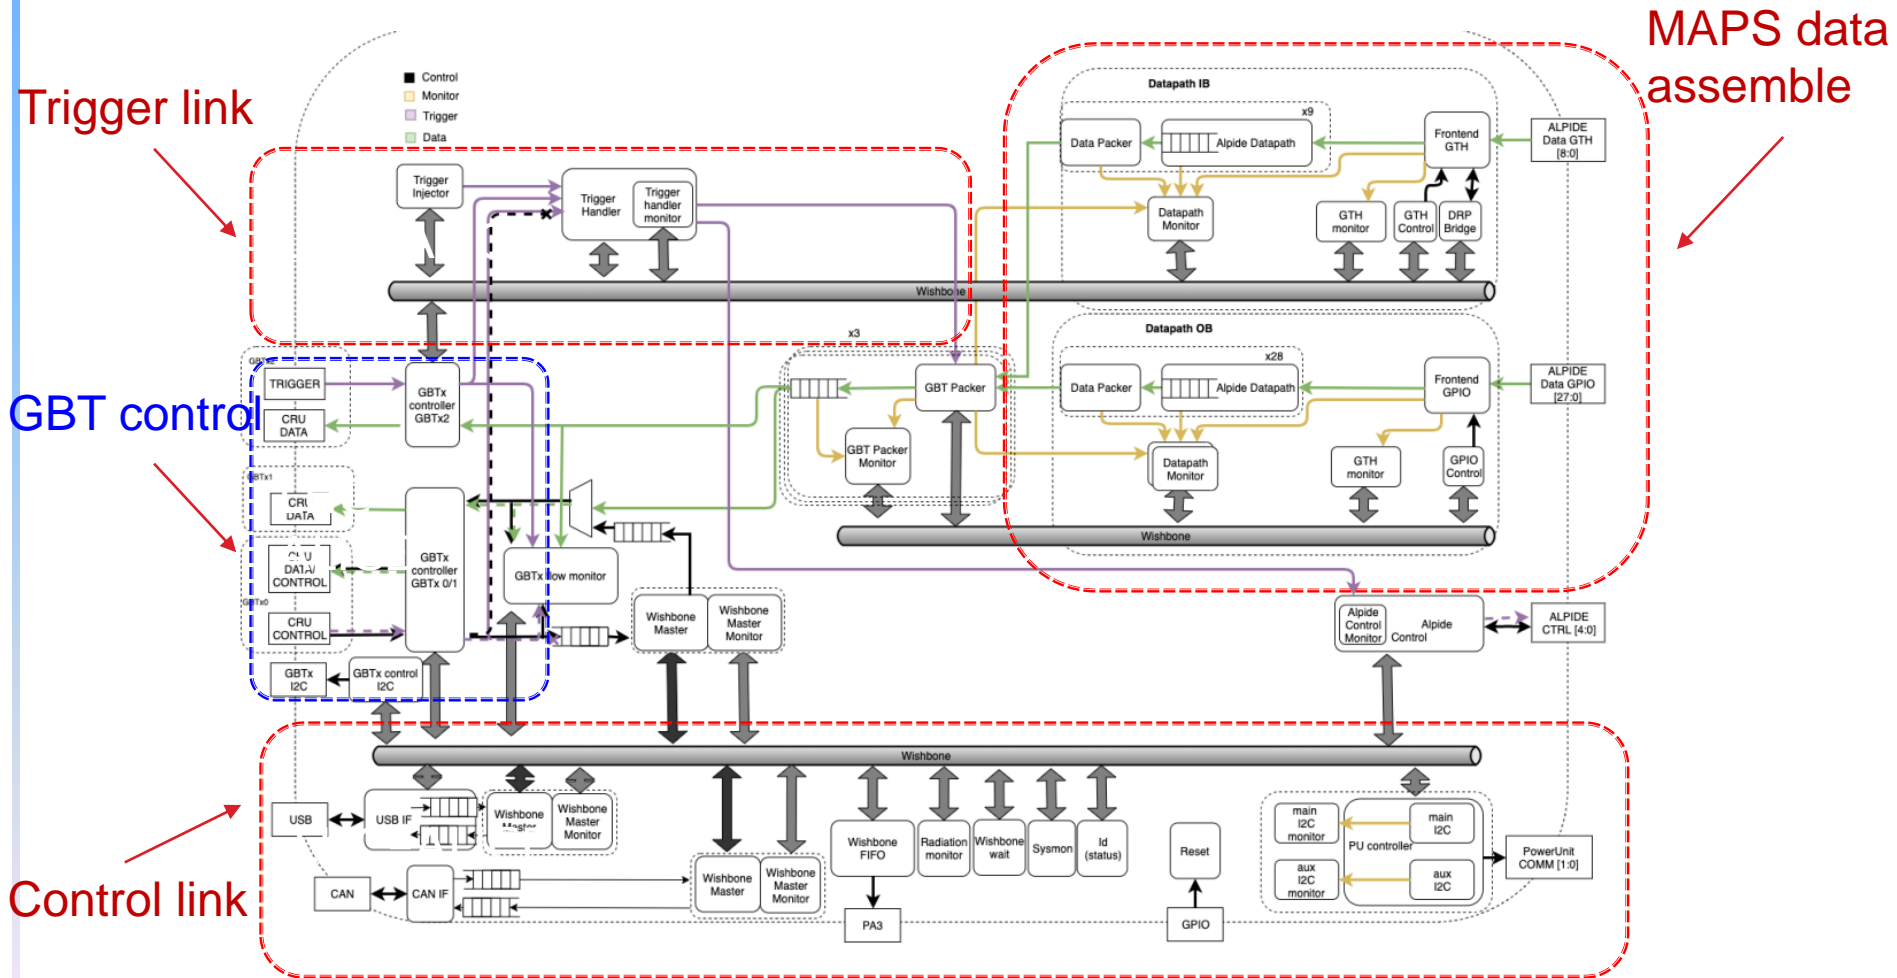 MAPS data
assemble
Trigger link
GBT control
Control link
Control
Monitor
Trigger
Data
Trigger
Injector
Trigger
Handler
Trigger
handler
monitor
Wishbone
Datapath IB
x9
Data Packer
Alpide Datapath
Frontend
GTH
ALPIDE
Data GTH
[8:0]
Datapath
Monitor
GTH
monitor
GTH
Control
DRP
Bridge
Datapath OB
x28
Data Packer
Alpide Datapath
Frontend
GPIO
ALPIDE
Data GPIO
[27:0]
Datapath
Monitor
GTH
monitor
GPIO
Control
Wishbone
x3
GBT Packer
GBT Packer
Monitor
TRIGGER
CRU
DATA
GBTx
controller
GBTx2
GBTx1
DATA
DATA/
CONTROL
GBTx0
CRU
CONTROL
GBTx
controller
GBTx 0/1
GBTx
I2C
GBTx control
I2C
Wishbone
Master
Wishbone
Master
Monitor
Alpide
Control
Monitor
Alpide
Control
ALPIDE
CTRL [4:0]
Wishbone
USB
USB IF
Wishbone
Wishbone
Master
Monitor
CAN
CAN IF
Wishbone
Master
Wishbone
Master
Monitor
Wishbone
FIFO
PA3
Radiation
monitor
Wishbone
wait
Sysmon
Id
(status)
Reset
GPIO
main
I2C
monitor
main
I2C
PU controller
aux
I2C
monitor
aux
I2C
PowerUnit
COMM [1:0]